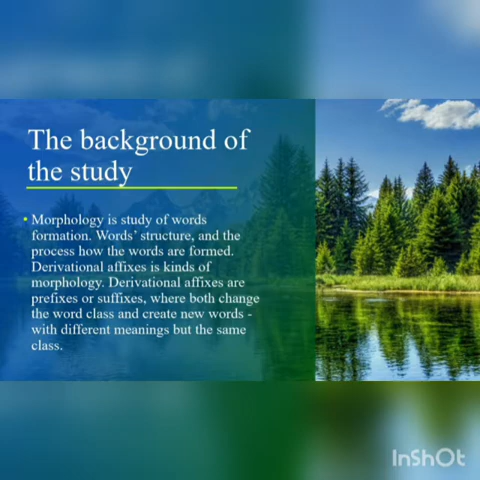 The background of
the study
• Morphology is study of words
formation. Words' structure, and the
process how the words are formed.
Derivational affixes is kinds of
morphology. Derivational affixes are
prefixes or suffixes, where both change
the word class and create new words -
with different meanings but the same
class.
InShOt